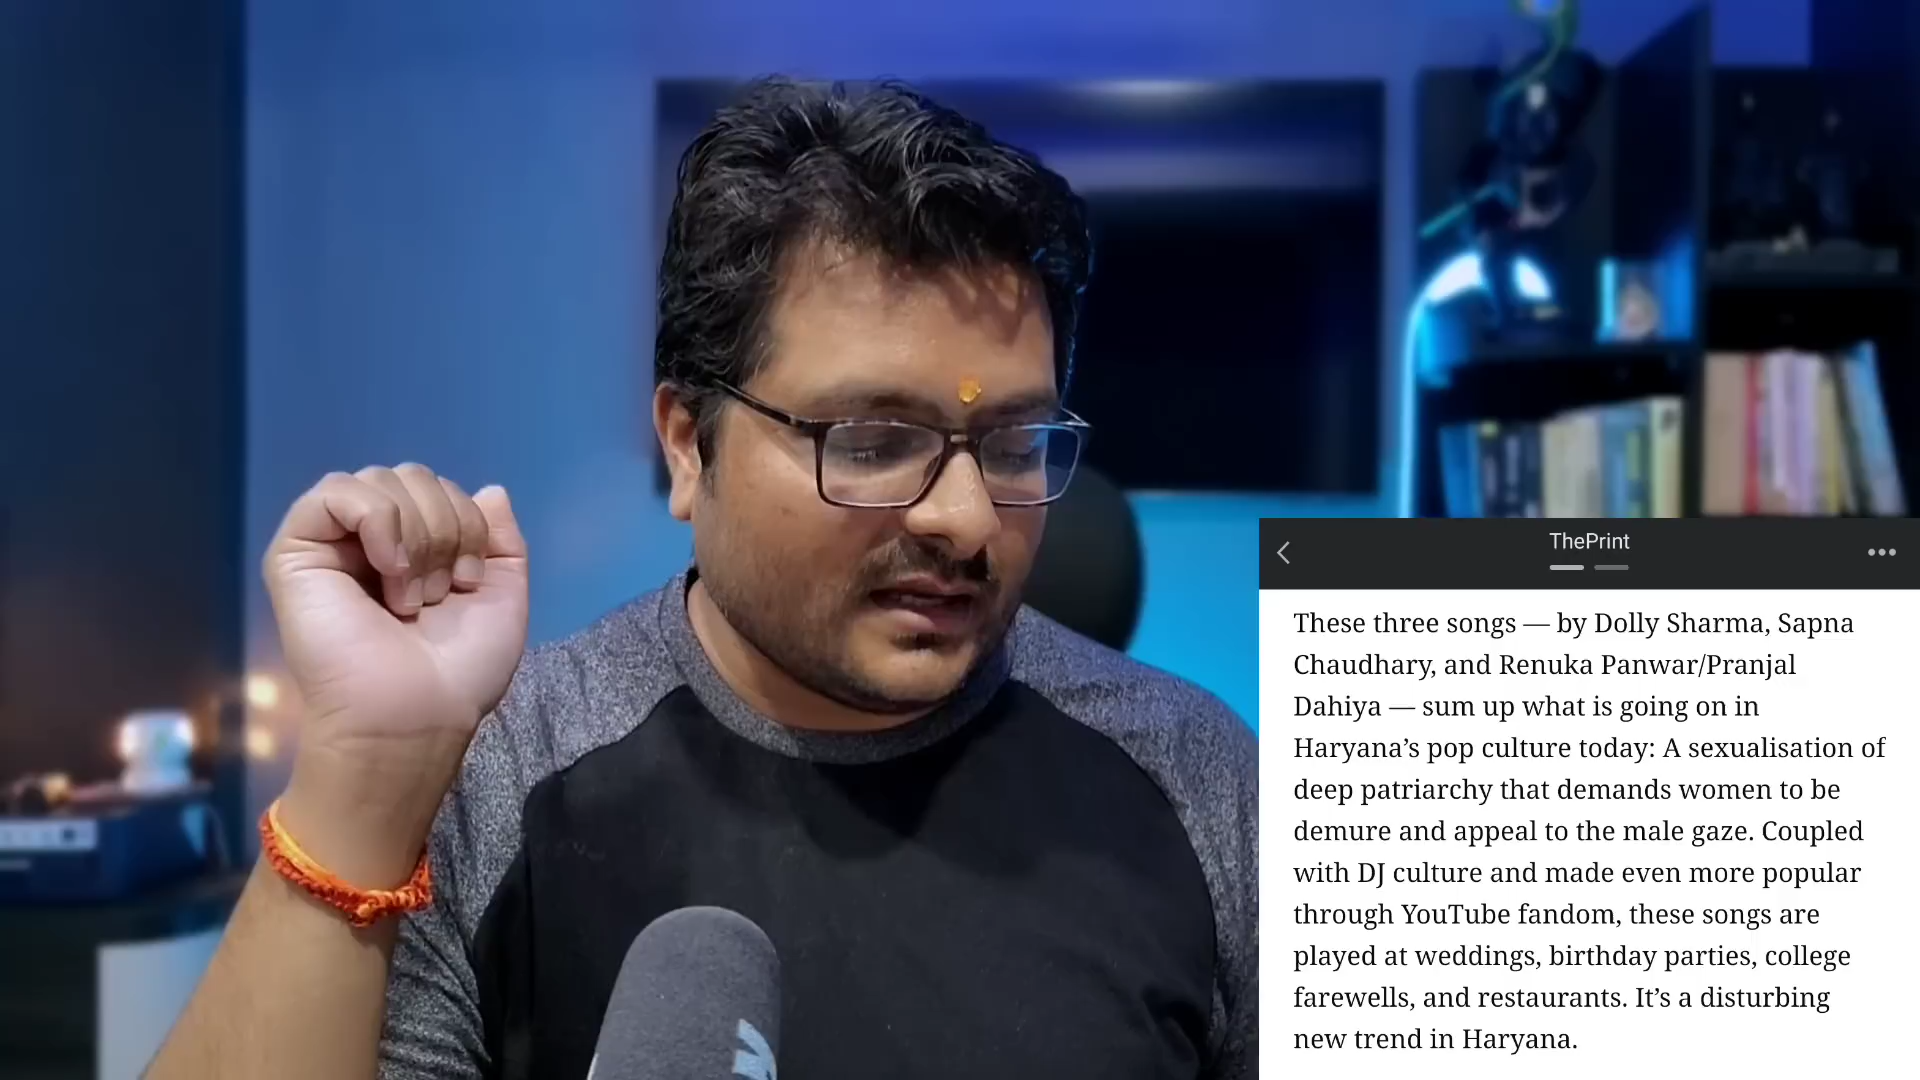 ThePrint
These three songs — by Dolly Sharma, Sapna
Chaudhary, and Renuka Panwar/Pranjal
Dahiya — sum up what is going on in
Haryana’s pop culture today: A sexualisation of
deep patriarchy that demands women to be
demure and appeal to the male gaze. Coupled
with DJ culture and made even more popular
through YouTube fandom, these songs are
played at weddings, birthday parties, college
farewells, and restaurants. It’s a disturbing
new trend in Haryana.